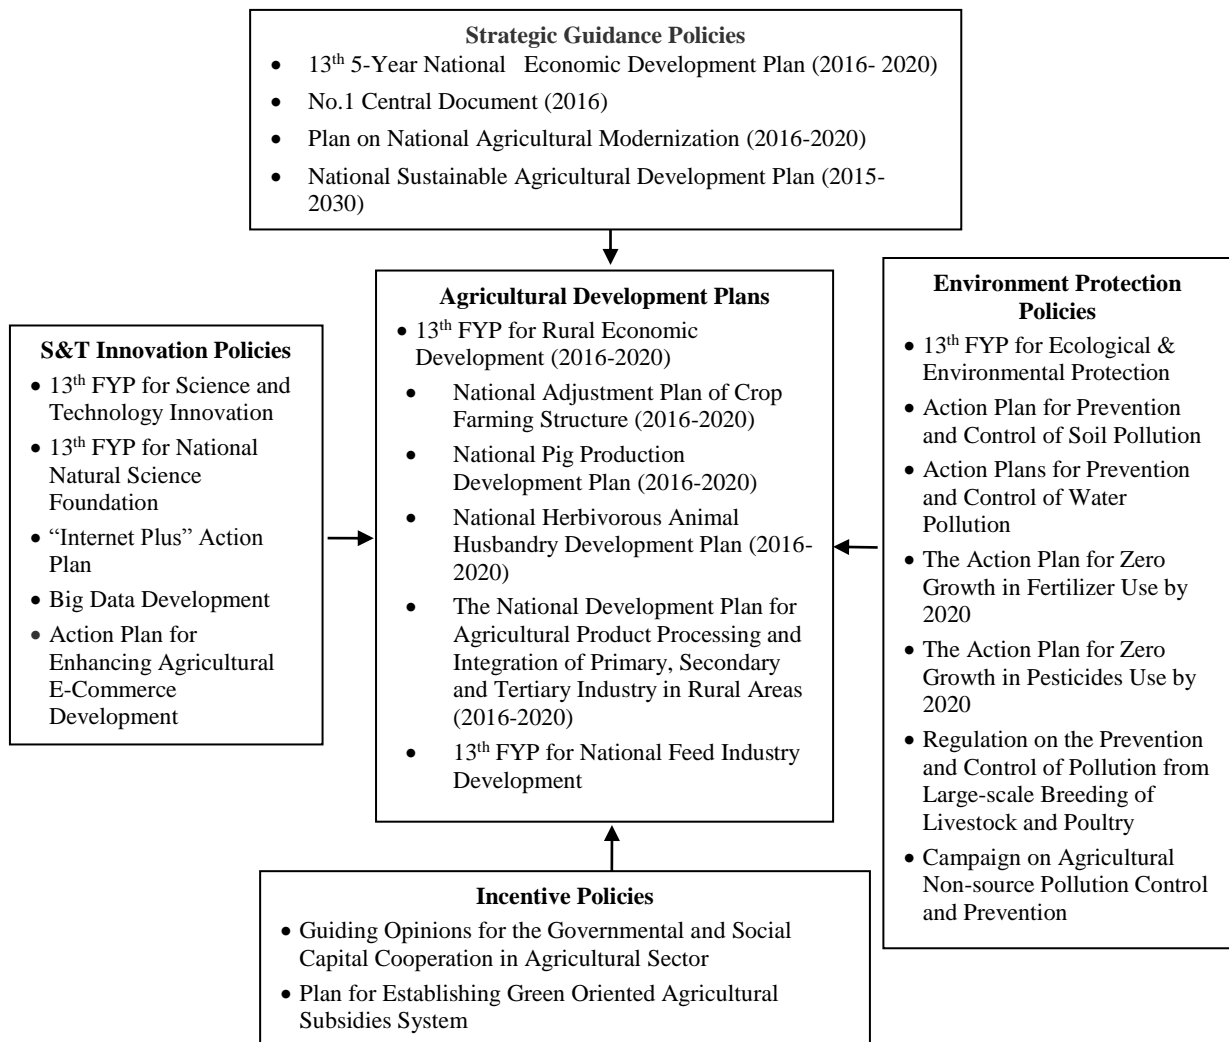 Strategic Guidance Policies
• 13th 5-Year National Economic Development Plan (2016- 2020)
• No.1 Central Document (2016)
• Plan on National Agricultural Modernization (2016-2020)
• National Sustainable Agricultural Development Plan (2015-
2030)
S&T Innovation Policies
• 13th FYP for Science and
Technology Innovation
• 13th FYP for National
Natural Science
Foundation
• “Internet Plus” Action
Plan
• Big Data Development
• Action Plan for
Enhancing Agricultural
E-Commerce
Development
Agricultural Development Plans
• 13th FYP for Rural Economic
Development (2016-2020)
• National Adjustment Plan of Crop
Farming Structure (2016-2020)
• National Pig Production
Development Plan (2016-2020)
• National Herbivorous Animal
Husbandry Development Plan (2016-
2020)
• The National Development Plan for
Agricultural Product Processing and
Integration of Primary, Secondary
and Tertiary Industry in Rural Areas
(2016-2020)
• 13th FYP for National Feed Industry
Development
Environment Protection
Policies
• 13th FYP for Ecological &
Environmental Protection
• Action Plan for Prevention
and Control of Soil Pollution
• Action Plans for Prevention
and Control of Water
Pollution
• The Action Plan for Zero
Growth in Fertilizer Use by
2020
• The Action Plan for Zero
Growth in Pesticides Use by
2020
• Regulation on the Prevention
and Control of Pollution from
Large-scale Breeding of
Livestock and Poultry
• Campaign on Agricultural
Non-source Pollution Control
and Prevention
Incentive Policies
• Guiding Opinions for the Governmental and Social
Capital Cooperation in Agricultural Sector
• Plan for Establishing Green Oriented Agricultural
Subsidies System